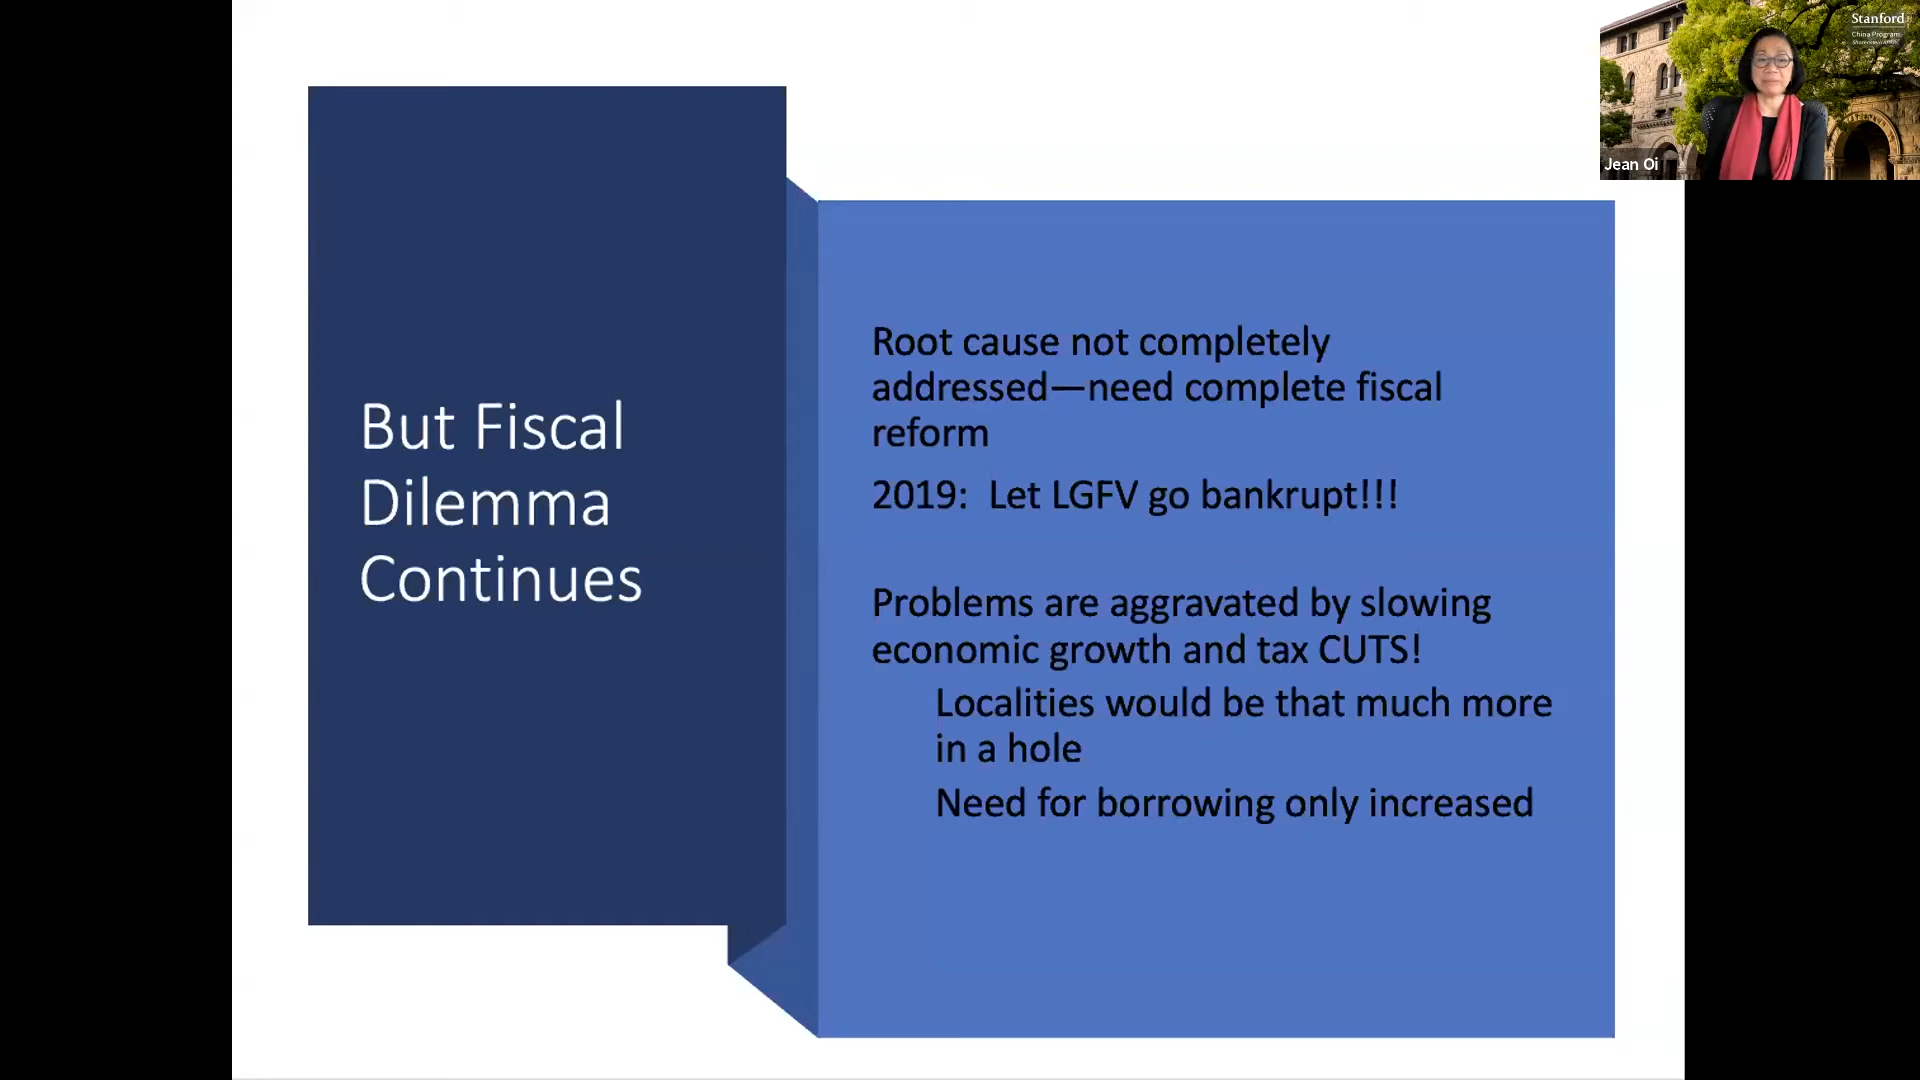 Stanford
China Program
Shorenstein APARC
Jean Oi
But Fiscal
Dilemma
Continues
Root cause not completely
addressed—need complete fiscal
reform
2019:  Let LGFV go bankrupt!!!
Problems are aggravated by slowing
economic growth and tax CUTS!
Localities would be that much more
in a hole
Need for borrowing only increased